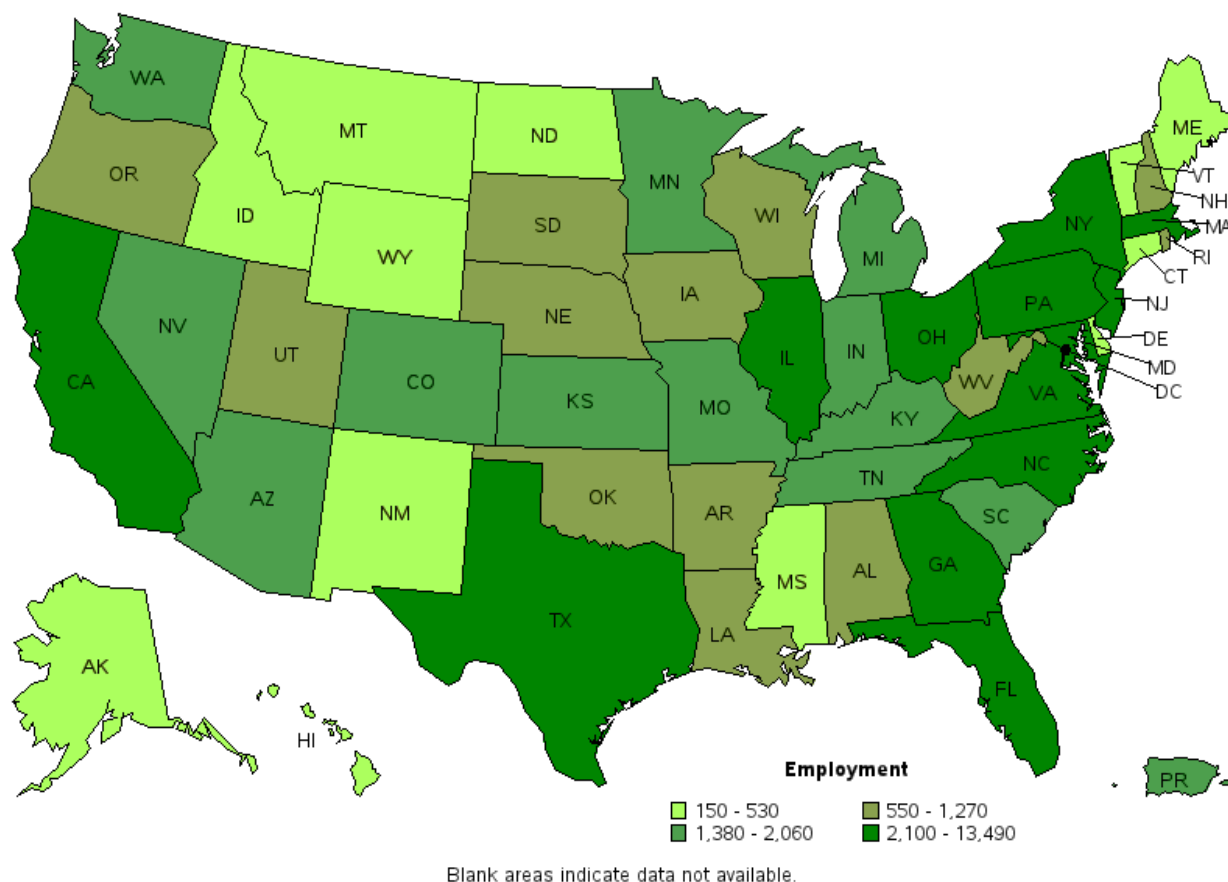 WA
MT
ND
ME
OR
MN
VT
ID
SD
WI
NH
NY
MA
WY
MI
RI
CT
IA
PA
NE
NJ
NV
OH
UT
IL
IN
DE
CA
CO
MD
WV
VA
DC
KS
MO
KY
NC
TN
AZ
OK
NM
AR
SC
MS
AL
GA
TX
LA
AK
FL
HI
Employment
PR
150 - 530
550 - 1,270
1,380 - 2,060
2,100 - 13,490
Blank areas indicate data not available.